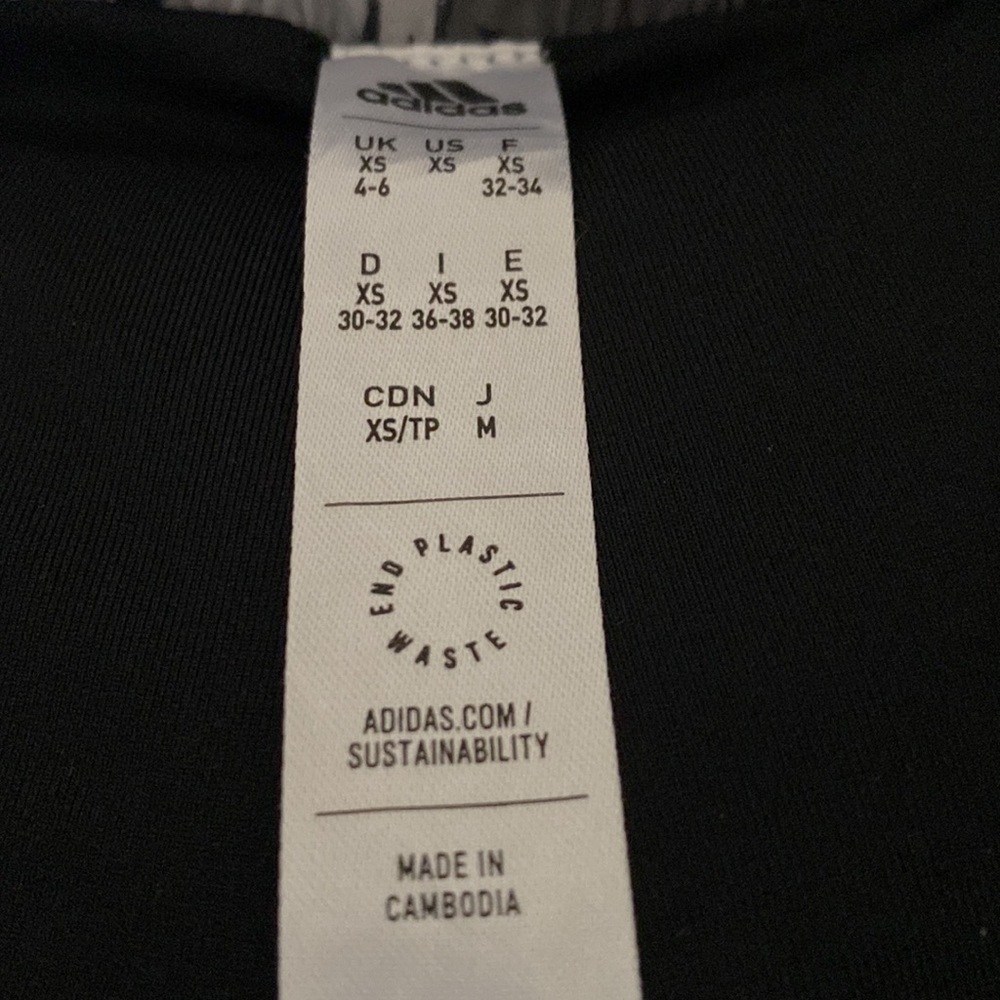 adidas
UK US F
XS XS XS
4-6 32-34
D I E
XS XS XS
30-32 36-38 30-32
CDN J
XS/TP M
END PLASTIC WASTE
ADIDAS.COM /
SUSTAINABILITY
MADE IN
CAMBODIA